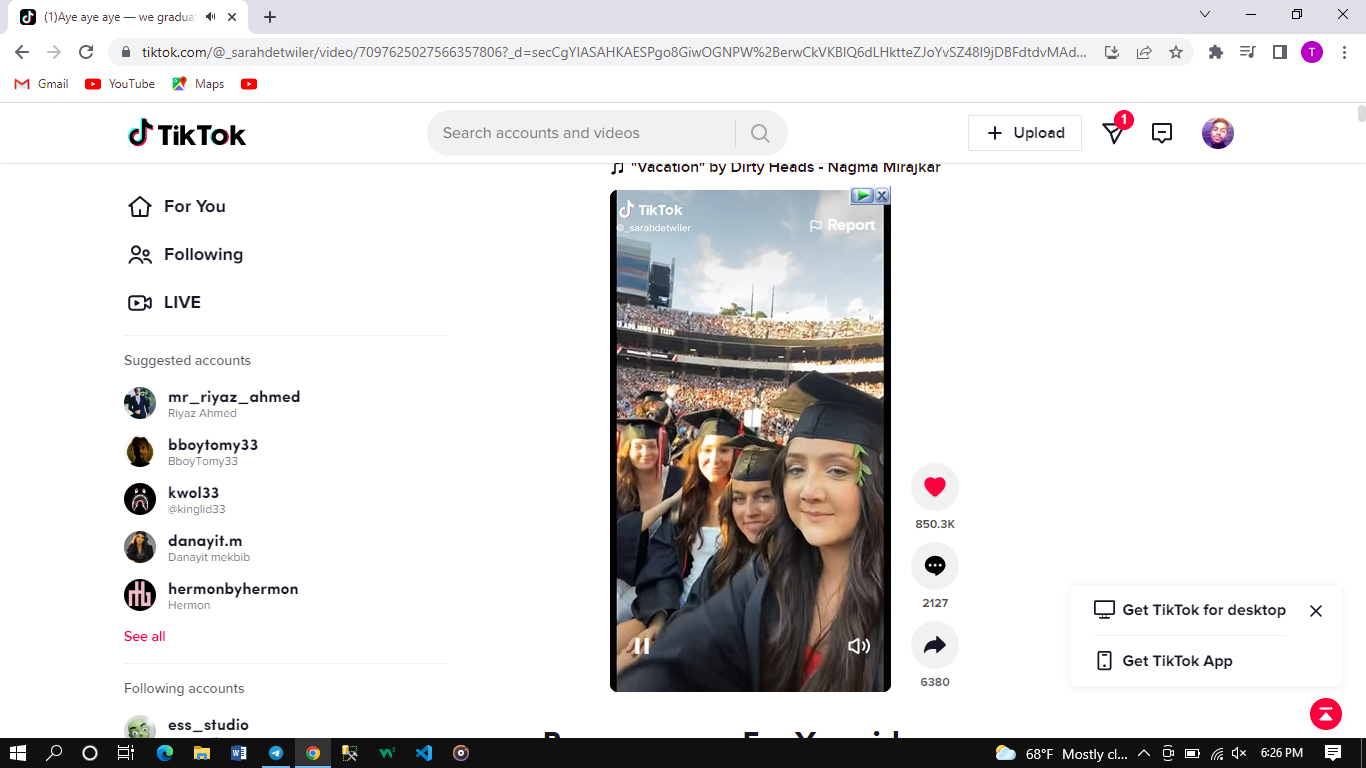 (1)Aye aye aye — we gradua
tiktok.com/@_sarahdetwiler/video/7097625027566357806?_d=secCgYIASAHKAESPgo8GiwOGNPW%2BerwCkVKBlQ6dLHktteZJoYvSZ48I9jDBFdtdvMAd...
T
Gmail
YouTube
Maps
TikTok
Search accounts and videos
Upload
1
"Vacation" by Dirty Heads - Nagma Mirajkar
For You
Following
LIVE
Suggested accounts
mr_riyaz_ahmed
Riyaz Ahmed
bboytomy33
BboyTomy33
kwol33
@kinglid33
danayit.m
Danayit mekbib
hermonbyhermon
Hermon
See all
Following accounts
ess_studio
TikTok
@_sarahdetwiler
Report
850.3K
2127
6380
Get TikTok for desktop
Get TikTok App
68°F Mostly cl...
6:26 PM